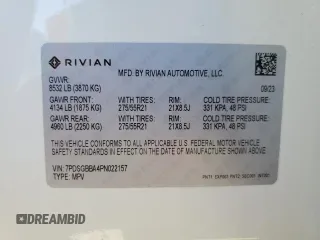 RIVIAN
MFD. BY RIVIAN AUTOMOTIVE, LLC.
GVWR:
8532 LB (3870 KG)
09/23
GAWR FRONT: WITH TIRES: RIM: COLD TIRE PRESSURE:
4134 LB (1875 KG) 275/55R21 21X8.5J 331 KPA, 48 PSI
GAWR REAR: WITH TIRES: RIM: COLD TIRE PRESSURE:
4960 LB (2250 KG) 275/55R21 21X8.5J 331 KPA, 48 PSI
THIS VEHICLE CONFORMS TO ALL APPLICABLE U.S. FEDERAL MOTOR VEHICLE
SAFETY AND THEFT PREVENTION STANDARDS IN EFFECT ON THE DATE OF
MANUFACTURE SHOWN ABOVE.
VIN: 7PDSGBBA4PN022157
TYPE: MPV
DREAMBID